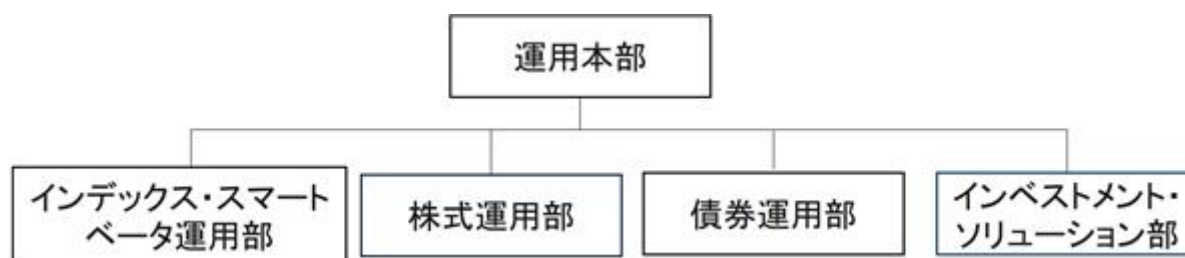 運用本部
インデックス・スマート
ベータ運用部
株式運用部
債券運用部
インベストメント・
ソリューション部